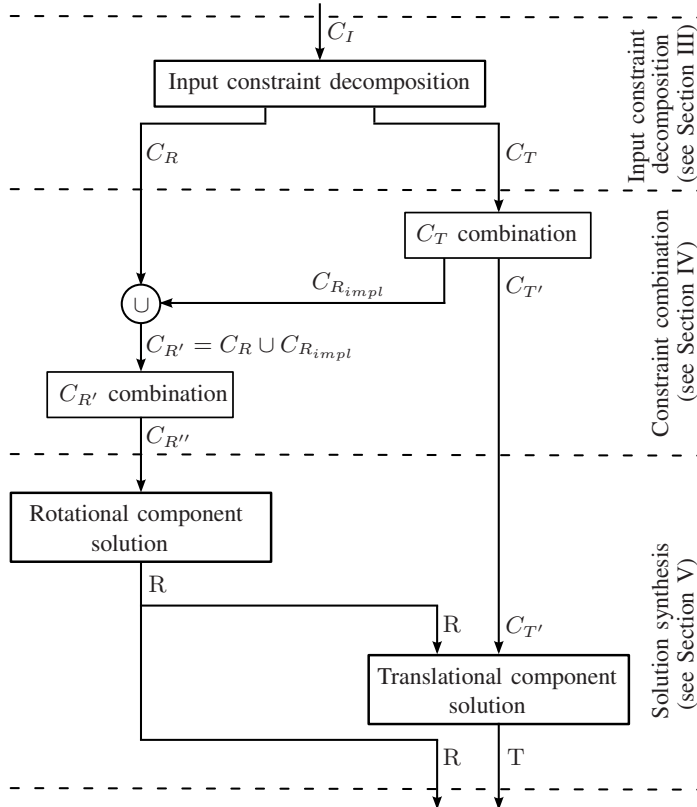 C_I
Input constraint decomposition
C_R
C_T
Input constraint
decomposition
(see Section III)
C_T combination
C_{R_{impl}}
C_{T'}
∪
C_{R'} = C_R ∪ C_{R_{impl}}
C_{R'} combination
C_{R''}
Constraint combination
(see Section IV)
Rotational component
solution
R
R
C_{T'}
Translational component
solution
R
T
Solution synthesis
(see Section V)